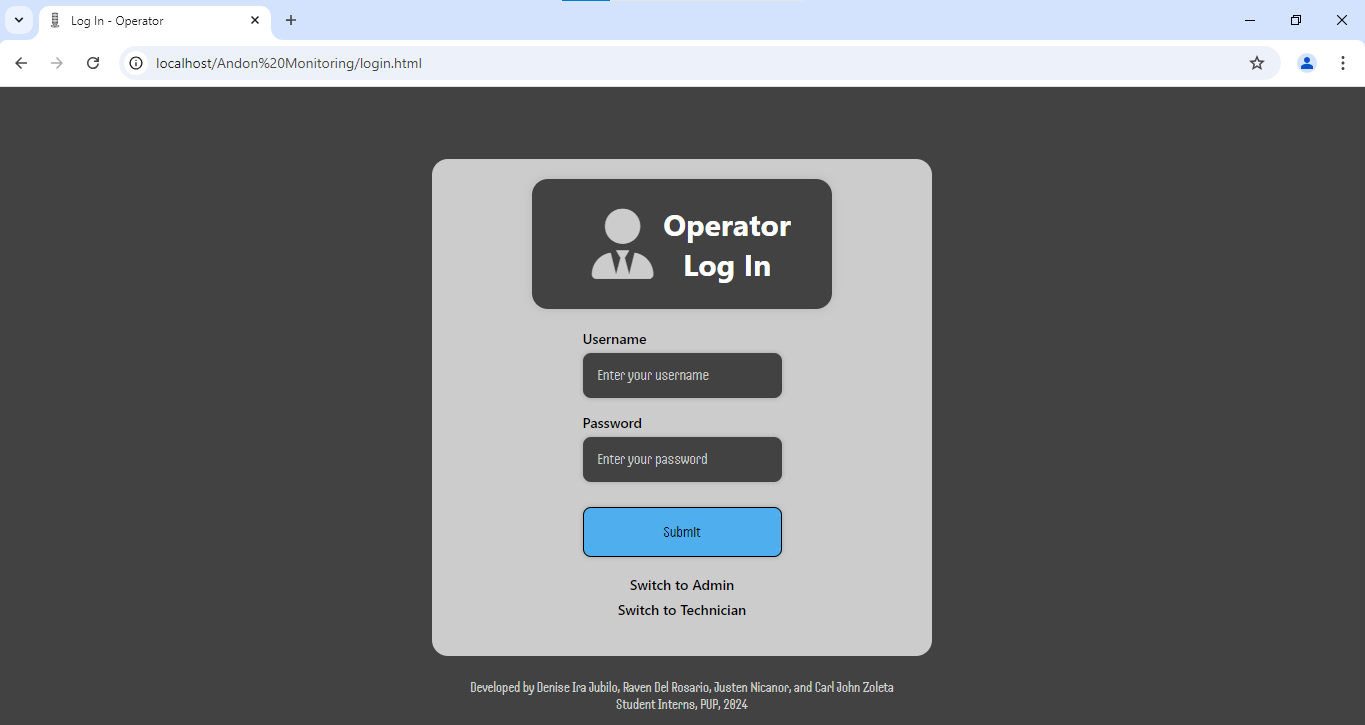 Log In - Operator
localhost/Andon%20Monitoring/login.html
Operator
Log In
Username
Enter your username
Password
Enter your password
Submit
Switch to Admin
Switch to Technician
Developed by Denise Ira Jubilo, Raven Del Rosario, Justen Nicanor, and Carl John Zoleta
Student Interns, PUP, 2024